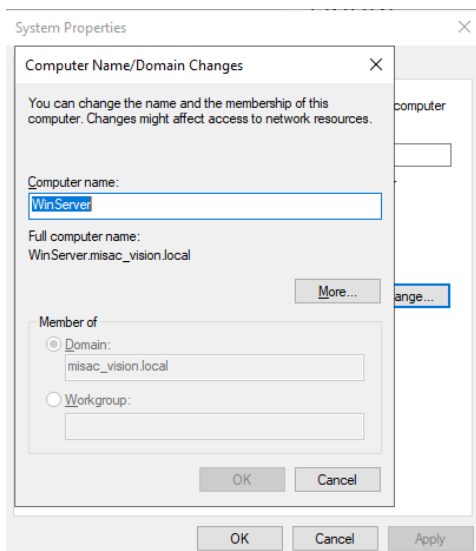 System Properties
Computer Name/Domain Changes
You can change the name and the membership of this
computer. Changes might affect access to network resources.
computer
Computer name:
WinServer
Full computer name:
WinServer.misac_vision.local
More...
ange...
Member of
Domain:
misac_vision.local
Workgroup:
OK
Cancel
OK
Cancel
Apply